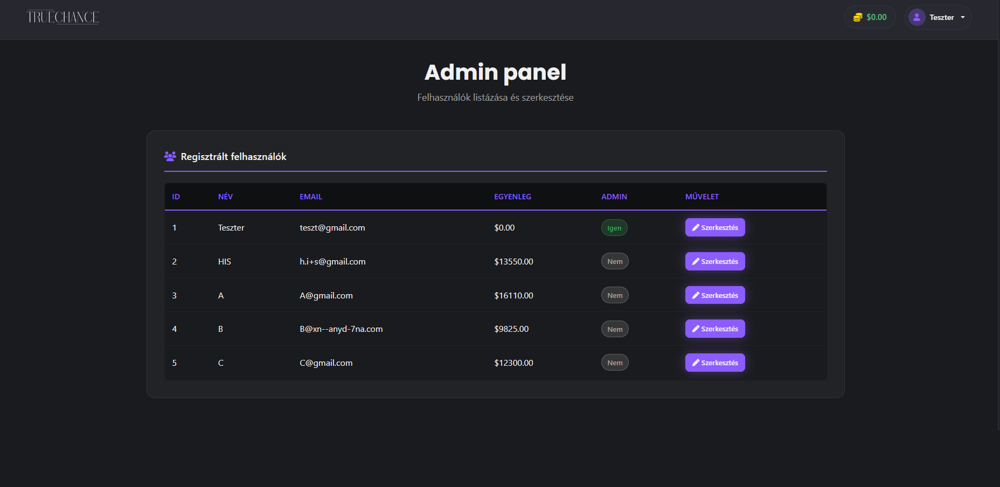 TRUECHANCE
$0.00
Teszter
Admin panel
Felhasználók listázása és szerkesztése
Regisztrált felhasználók
ID NÉV EMAIL EGYENLEG ADMIN MŰVELET
1 Teszter teszt@gmail.com $0.00 Igen Szerkesztés
2 HIS h.i+s@gmail.com $13550.00 Nem Szerkesztés
3 A A@gmail.com $16110.00 Nem Szerkesztés
4 B B@xn--anyd-7na.com $9825.00 Nem Szerkesztés
5 C C@gmail.com $12300.00 Nem Szerkesztés